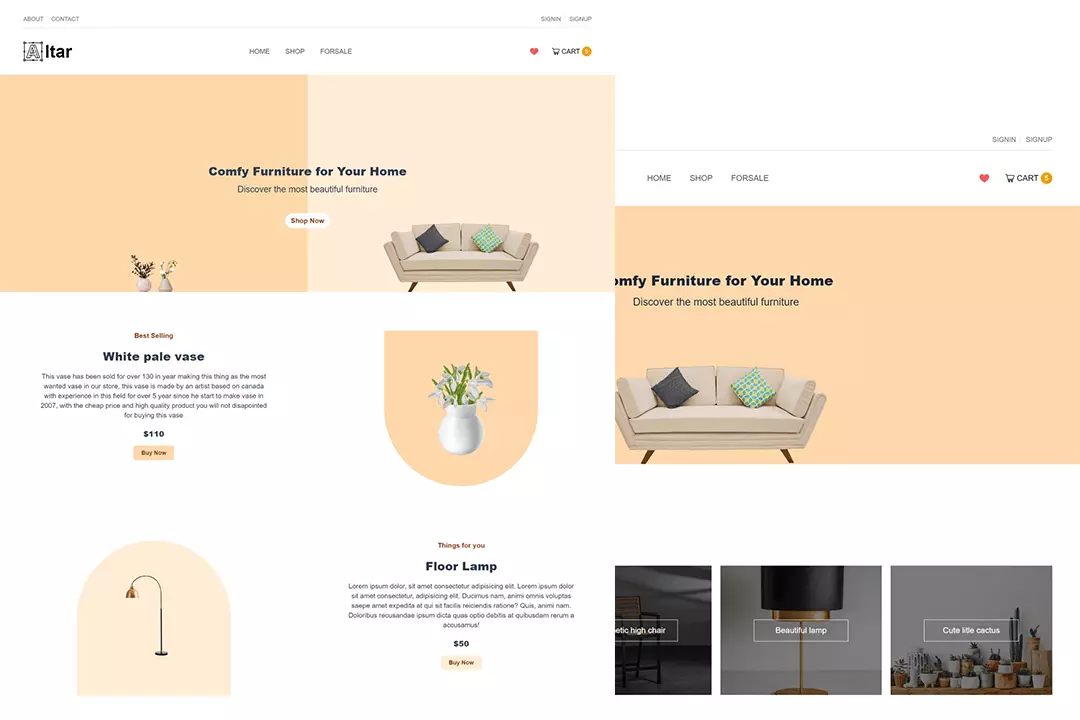 ABOUT CONTACT SIGNIN SIGNUP
Altar HOME SHOP FORSALE CART 5
Comfy Furniture for Your Home
Discover the most beautiful furniture
Shop Now
Best Selling
White pale vase
This vase has been sold for over 130 in year making this thing as the most
wanted vase in our store, this vase is made by an artist based on canada
with experience in this field for over 5 year since he start to make vase in
2007, with the cheap price and high quality product you will not disapointed
for buying this vase
$110
Buy Now
Things for you
Floor Lamp
Lorem ipsum dolor, sit amet consectetur adipisicing elit. Lorem ipsum dolor
sit amet consectetur, adipisicing elit. Ducimus nam, animi omnis voluptas
saepe amet expedita at qui sit facilis reiciendis ratione? Quis, animi nam.
Doloribus recusandae ipsum dicta quas optio debitis at quibusdam rerum a
accusamus!
$50
Buy Now
SIGNIN SIGNUP
HOME SHOP FORSALE CART 5
omfy Furniture for Your Home
Discover the most beautiful furniture
etic high chair
Beautiful lamp
Cute litle cactus